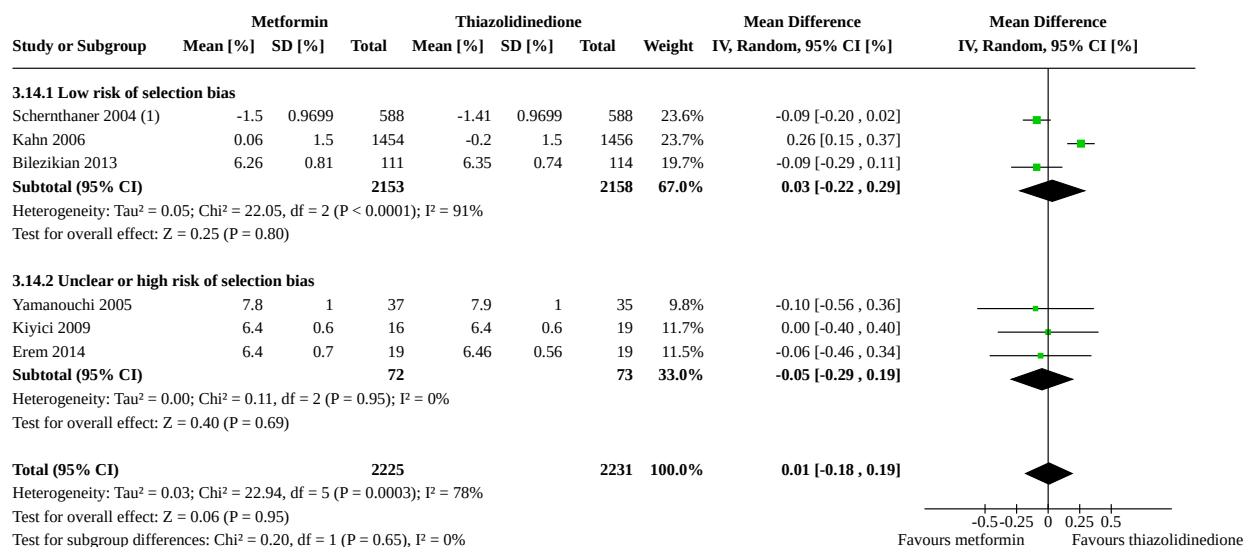 Metformin Thiazolidinedione Mean Difference Mean Difference
Study or Subgroup Mean [%] SD [%] Total Mean [%] SD [%] Total Weight IV, Random, 95% CI [%] IV, Random, 95% CI [%]
3.14.1 Low risk of selection bias
Schernthaner 2004 (1) -1.5 0.9699 588 -1.41 0.9699 588 23.6% -0.09 [-0.20 , 0.02]
Kahn 2006 0.06 1.5 1454 -0.2 1.5 1456 23.7% 0.26 [0.15 , 0.37]
Bilezikian 2013 6.26 0.81 111 6.35 0.74 114 19.7% -0.09 [-0.29 , 0.11]
Subtotal (95% CI) 2153 2158 67.0% 0.03 [-0.22 , 0.29]
Heterogeneity: Tau² = 0.05; Chi² = 22.05, df = 2 (P < 0.0001); I² = 91%
Test for overall effect: Z = 0.25 (P = 0.80)
3.14.2 Unclear or high risk of selection bias
Yamanouchi 2005 7.8 1 37 7.9 1 35 9.8% -0.10 [-0.56 , 0.36]
Kiyici 2009 6.4 0.6 16 6.4 0.6 19 11.7% 0.00 [-0.40 , 0.40]
Erem 2014 6.4 0.7 19 6.46 0.56 19 11.5% -0.06 [-0.46 , 0.34]
Subtotal (95% CI) 72 73 33.0% -0.05 [-0.29 , 0.19]
Heterogeneity: Tau² = 0.00; Chi² = 0.11, df = 2 (P = 0.95); I² = 0%
Test for overall effect: Z = 0.40 (P = 0.69)
Total (95% CI) 2225 2231 100.0% 0.01 [-0.18 , 0.19]
Heterogeneity: Tau² = 0.03; Chi² = 22.94, df = 5 (P = 0.0003); I² = 78%
Test for overall effect: Z = 0.06 (P = 0.95)
-0.5 -0.25 0 0.25 0.5
Test for subgroup differences: Chi² = 0.20, df = 1 (P = 0.65), I² = 0% Favours metformin Favours thiazolidinedione